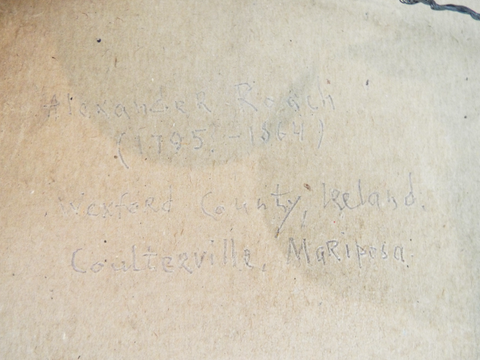 Alexander Roach
(1795-1864)
Wexford County, Ireland.
Coulterville, Mariposa